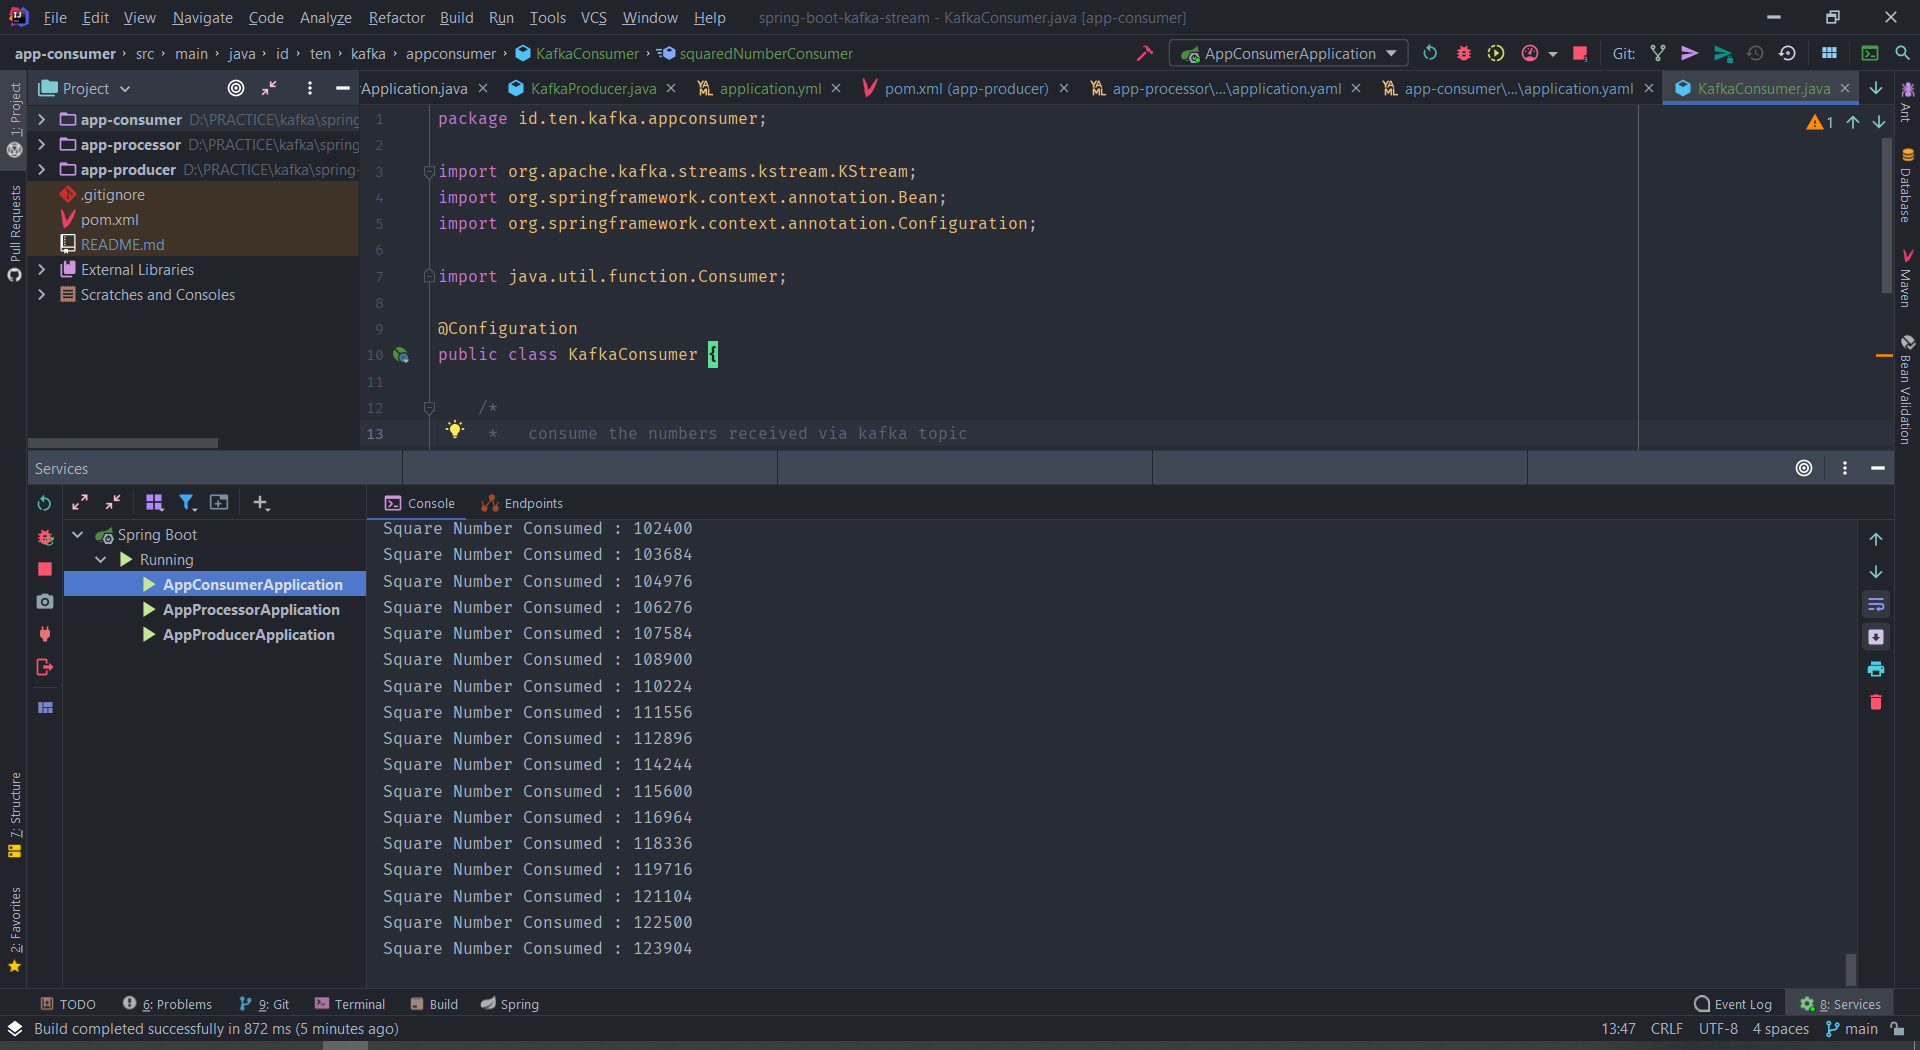 File Edit View Navigate Code Analyze Refactor Build Run Tools VCS Window Help spring-boot-kafka-stream - KafkaConsumer.java [app-consumer]
app-consumer › src › main › java › id › ten › kafka › appconsumer › KafkaConsumer › squaredNumberConsumer AppConsumerApplication Git:
Project Application.java KafkaProducer.java application.yml pom.xml (app-producer) app-processor\...\application.yaml app-consumer\...\application.yaml KafkaConsumer.java
1: Project
Pull Requests
7: Structure
2: Favorites
app-consumer D:\PRACTICE\kafka\spring
app-processor D:\PRACTICE\kafka\spring
app-producer D:\PRACTICE\kafka\spring-
.gitignore
pom.xml
README.md
External Libraries
Scratches and Consoles
1 package id.ten.kafka.appconsumer;
2
3 import org.apache.kafka.streams.kstream.KStream;
4 import org.springframework.context.annotation.Bean;
5 import org.springframework.context.annotation.Configuration;
6
7 import java.util.function.Consumer;
8
9 @Configuration
10 public class KafkaConsumer {
11
12 /*
13 * consume the numbers received via kafka topic
1
Ant
Database
Maven
Bean Validation
Services
Console Endpoints
Spring Boot
Running
AppConsumerApplication
AppProcessorApplication
AppProducerApplication
Square Number Consumed : 102400
Square Number Consumed : 103684
Square Number Consumed : 104976
Square Number Consumed : 106276
Square Number Consumed : 107584
Square Number Consumed : 108900
Square Number Consumed : 110224
Square Number Consumed : 111556
Square Number Consumed : 112896
Square Number Consumed : 114244
Square Number Consumed : 115600
Square Number Consumed : 116964
Square Number Consumed : 118336
Square Number Consumed : 119716
Square Number Consumed : 121104
Square Number Consumed : 122500
Square Number Consumed : 123904
TODO 6: Problems 9: Git Terminal Build Spring Event Log 8: Services
Build completed successfully in 872 ms (5 minutes ago) 13:47 CRLF UTF-8 4 spaces main